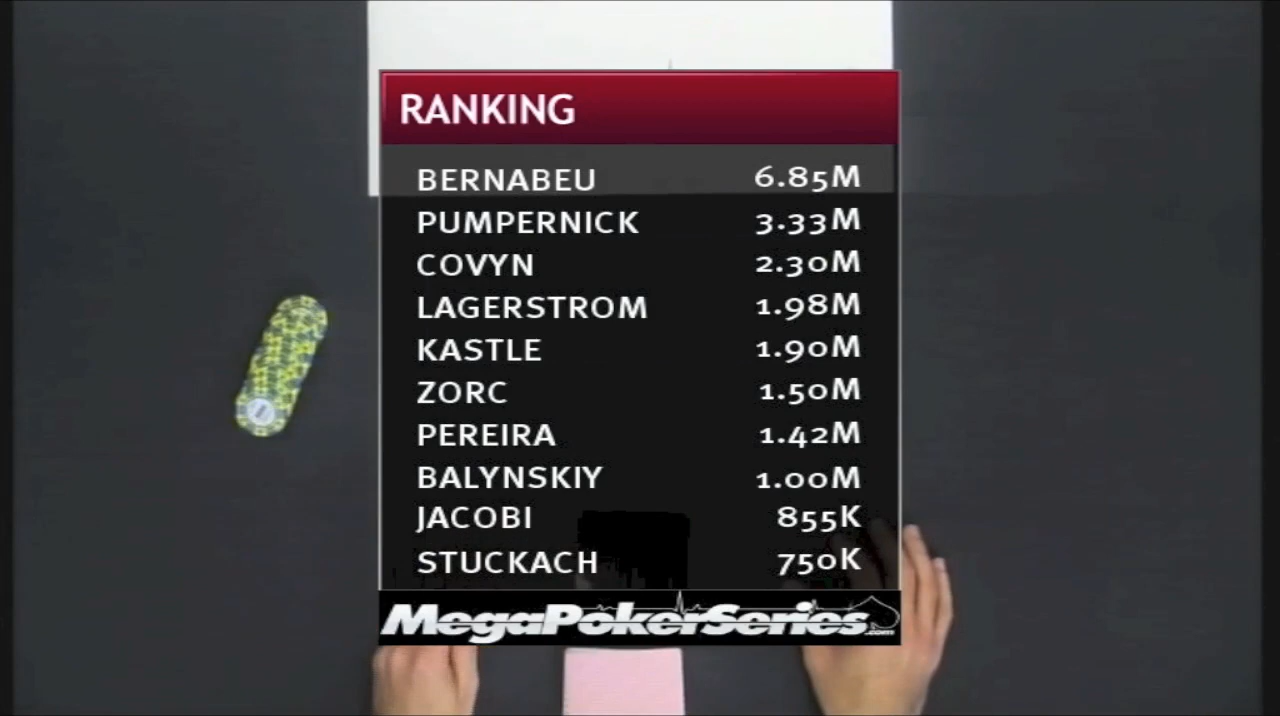 RANKING
BERNABEU 6.85M
PUMPERNICK 3.33M
COVYN 2.30M
LAGERSTROM 1.98M
KASTLE 1.90M
ZORC 1.50M
PEREIRA 1.42M
BALYNSKIY 1.00M
JACOBI 855K
STUCKACH 750K
MegaPokerSeries.com